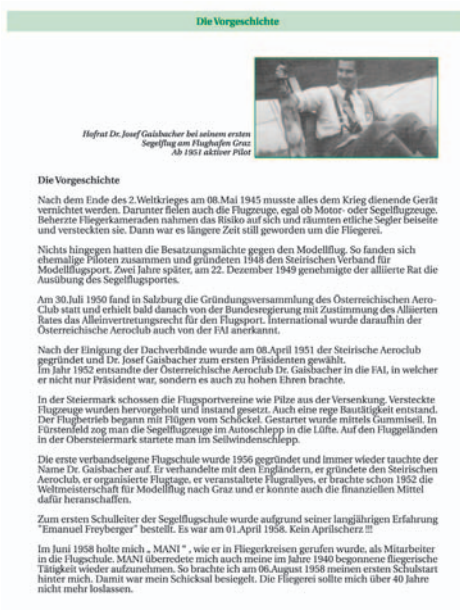 Die Vorgeschichte
Hofrat Dr. Josef Gaisbacher bei seinem ersten
Segelflug am Flughafen Graz
Ab 1951 aktiver Pilot
Die Vorgeschichte
Nach dem Ende des 2.Weltkrieges am 08.Mai 1945 musste alles dem Krieg dienende Gerät
vernichtet werden. Darunter fielen auch die Flugzeuge, egal ob Motor- oder Segelflugzeuge.
Beherzte Fliegerkameraden nahmen das Risiko auf sich und räumten etliche Segler beiseite
und versteckten sie. Dann war es längere Zeit still geworden um die Fliegerei.
Nichts hingegen hatten die Besatzungsmächte gegen den Modellflug. So fanden sich
ehemalige Piloten zusammen und gründeten 1948 den Steirischen Verband für
Modellflugsport. Zwei Jahre später, am 22. Dezember 1949 genehmigte der alliierte Rat die
Ausübung des Segelflugsportes.
Am 30.Juli 1950 fand in Salzburg die Gründungsversammlung des Österreichischen Aero-
Club statt und erhielt bald danach von der Bundesregierung mit Zustimmung des Alliierten
Rates das Alleinvertretungsrecht für den Flugsport. International wurde daraufhin der
Österreichische Aeroclub auch von der FAI anerkannt.
Nach der Einigung der Dachverbände wurde am 08.April 1951 der Steirische Aeroclub
gegründet und Dr. Josef Gaisbacher zum ersten Präsidenten gewählt.
Im Jahr 1952 entsandte der Österreichische Aeroclub Dr. Gaisbacher in die FAI, in welcher
er nicht nur Präsident war, sondern es auch zu hohen Ehren brachte.
In der Steiermark schossen die Flugsportvereine wie Pilze aus der Versenkung. Versteckte
Flugzeuge wurden hervorgeholt und instand gesetzt. Auch eine rege Bautätigkeit entstand.
Der Flugbetrieb begann mit Flügen vom Schöckel. Gestartet wurde mittels Gummiseil. In
Fürstenfeld zog man die Segelflugzeuge im Autoschlepp in die Lüfte. Auf den Fluggeländen
in der Obersteiermark startete man im Seilwindenschlepp.
Die erste verbandseigene Flugschule wurde 1956 gegründet und immer wieder tauchte der
Name Dr. Gaisbacher auf. Er verhandelte mit den Engländern, er gründete den Steirischen
Aeroclub, er organisierte Flugtage, er veranstaltete Flugrallyes, er brachte schon 1952 die
Weltmeisterschaft für Modellflug nach Graz und er konnte auch die finanziellen Mittel
dafür heranschaffen.
Zum ersten Schulleiter der Segelflugschule wurde aufgrund seiner langjährigen Erfahrung
"Emanuel Freyberger" bestellt. Es war am 01.April 1958. Kein Aprilscherz !!!
Im Juni 1958 holte mich „ MANI " , wie er in Fliegerkreisen gerufen wurde, als Mitarbeiter
in die Flugschule. MANI überredete mich auch meine im Jahre 1940 begonnene fliegerische
Tätigkeit wieder aufzunehmen. So brachte ich am 06.August 1958 meinen ersten Schulstart
hinter mich. Damit war mein Schicksal besiegelt. Die Fliegerei sollte mich über 40 Jahre
nicht mehr loslassen.